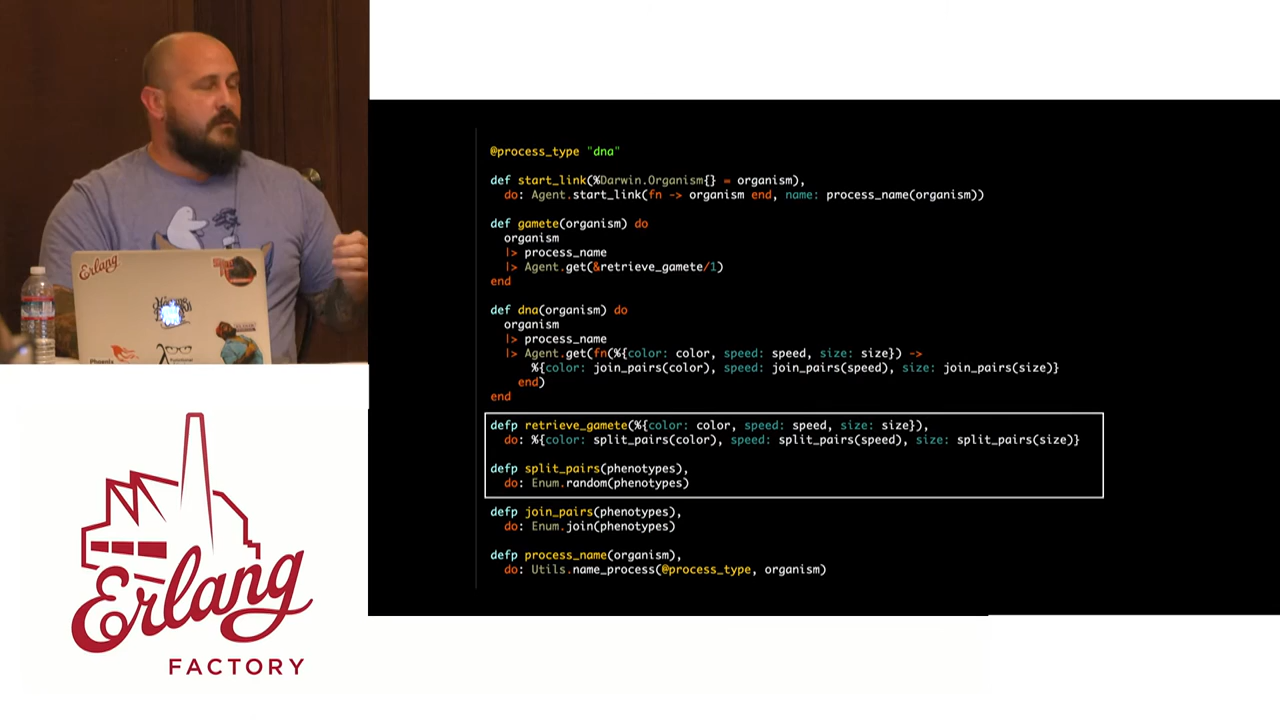 Erlang
Phoenix
Functional
@process_type "dna"
def start_link(%Darwin.Organism{} = organism),
do: Agent.start_link(fn -> organism end, name: process_name(organism))
def gamete(organism) do
organism
|> process_name
|> Agent.get(&retrieve_gamete/1)
end
def dna(organism) do
organism
|> process_name
|> Agent.get(fn(%{color: color, speed: speed, size: size}) ->
%{color: join_pairs(color), speed: join_pairs(speed), size: join_pairs(size)}
end)
end
defp retrieve_gamete(%{color: color, speed: speed, size: size}),
do: %{color: split_pairs(color), speed: split_pairs(speed), size: split_pairs(size)}
defp split_pairs(phenotypes),
do: Enum.random(phenotypes)
defp join_pairs(phenotypes),
do: Enum.join(phenotypes)
defp process_name(organism),
do: Utils.name_process(@process_type, organism)
Erlang
FACTORY